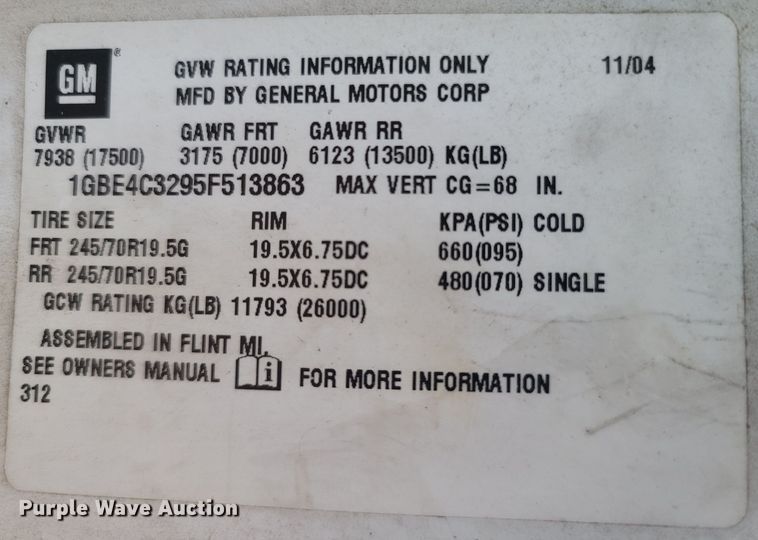 GM® GVW RATING INFORMATION ONLY 11/04
MFD BY GENERAL MOTORS CORP
GVWR GAWR FRT GAWR RR
7938 (17500) 3175 (7000) 6123 (13500) KG(LB)
1GBE4C3295F513863 MAX VERT CG=68 IN.
TIRE SIZE RIM KPA(PSI) COLD
FRT 245/70R19.5G 19.5X6.75DC 660(095)
RR 245/70R19.5G 19.5X6.75DC 480(070) SINGLE
GCW RATING KG(LB) 11793 (26000)
ASSEMBLED IN FLINT MI.
SEE OWNERS MANUAL i FOR MORE INFORMATION
312
Purple Wave Auction